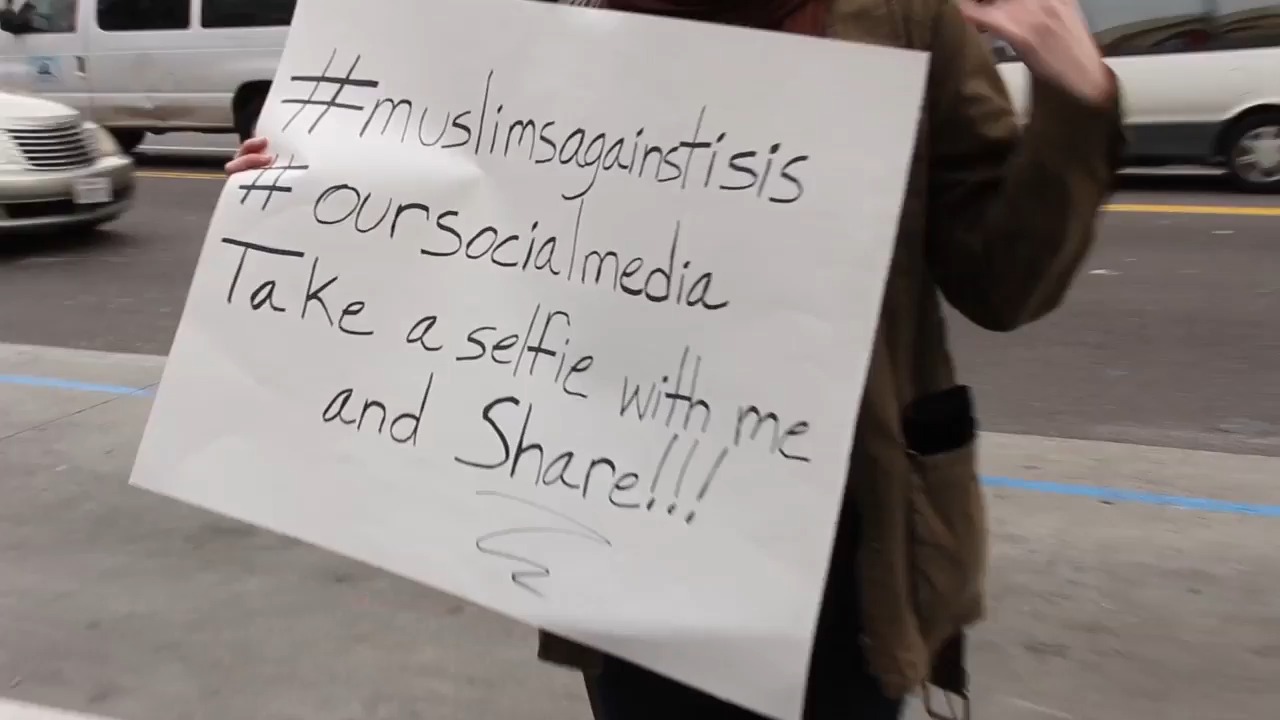 #muslimsagainstisis
# oursocialmedia
Take a selfie with me
and Share!!!